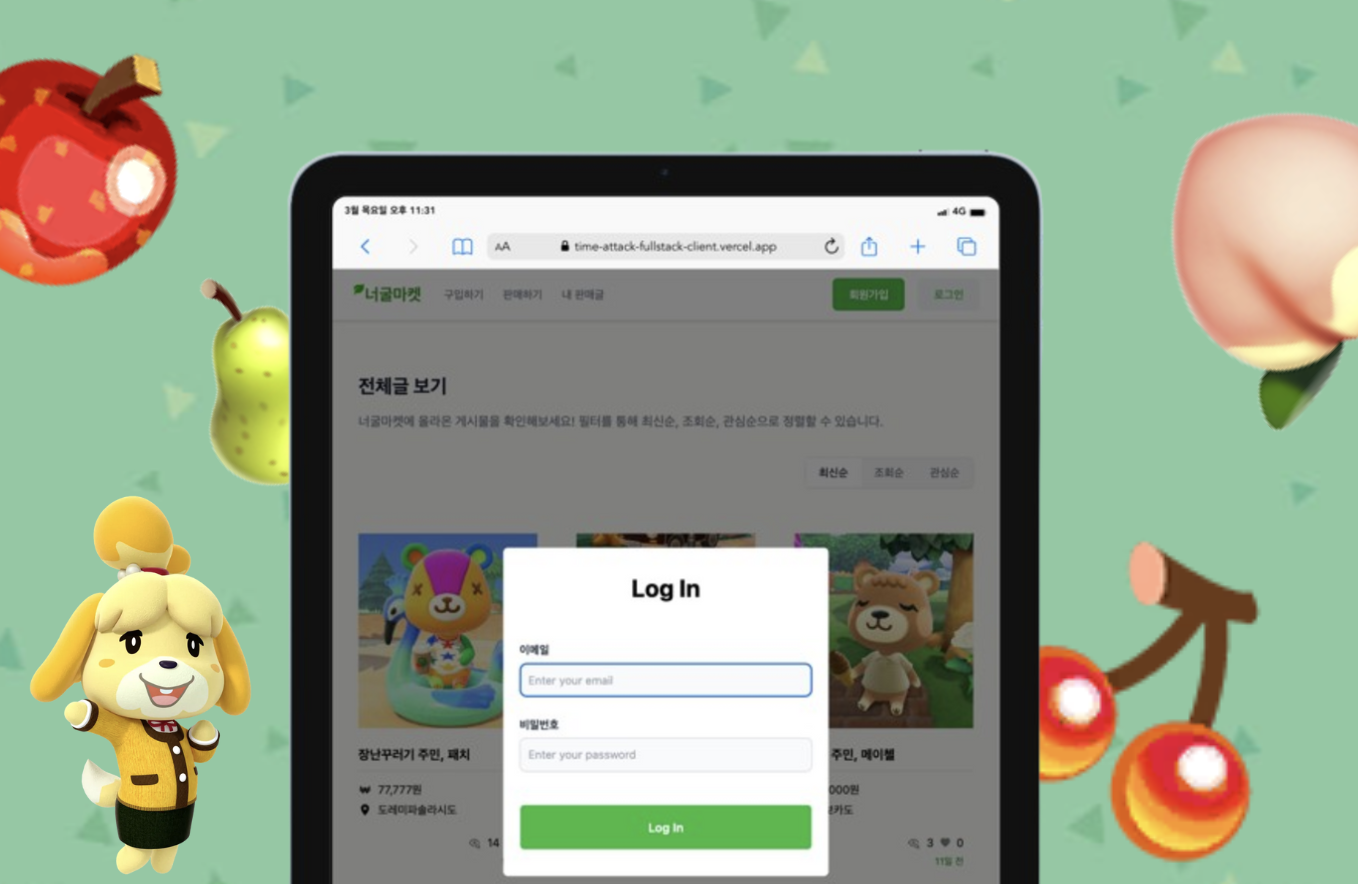 3월 목요일 오후 11:31
4G
AA
time-attack-fullstack-client.vercel.app
너굴마켓 구입하기 판매하기 내 판매글 회원가입 로그인
전체글 보기
너굴마켓에 올라온 게시물을 확인해보세요! 필터를 통해 최신순, 조회순, 관심순으로 정렬할 수 있습니다.
최신순 조회순 관심순
Log In
이메일
Enter your email
비밀번호
Enter your password
Log In
장난꾸러기 주민, 패치
₩ 77,777원
도레미파솔라시도
14
주민, 메이첼
000원
카도
3 0
11일 전